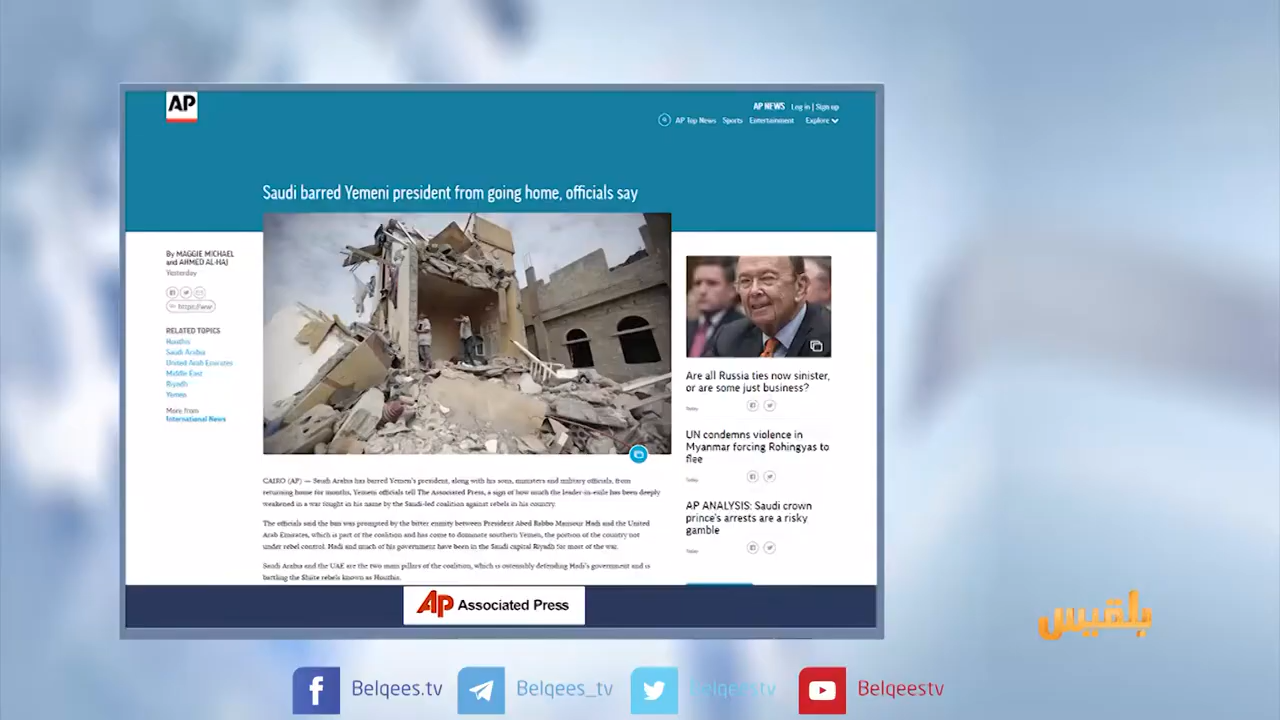 AP
AP NEWS Log in | Sign up
AP Top News Sports Entertainment Explore
Saudi barred Yemeni president from going home, officials say
By MAGGIE MICHAEL
and AHMED AL-HAJ
Yesterday
https://ww
RELATED TOPICS
Houthis
Saudi Arabia
United Arab Emirates
Middle East
Riyadh
Yemen
More from
International News
CAIRO (AP) — Saudi Arabia has barred Yemen's president, along with his sons, ministers and military officials, from
returning home for months, Yemeni officials tell The Associated Press, a sign of how much the leader-in-exile has been deeply
weakened in a war fought in his name by the Saudi-led coalition against rebels in his country.
The officials said the ban was prompted by the bitter enmity between President Abed Rabbo Mansour Hadi and the United
Arab Emirates, which is part of the coalition and has come to dominate southern Yemen, the portion of the country not
under rebel control. Hadi and much of his government have been in the Saudi capital Riyadh for most of the war.
Saudi Arabia and the UAE are the two main pillars of the coalition, which is ostensibly defending Hadi's government and is
battling the Shiite rebels known as Houthis.
Are all Russia ties now sinister,
or are some just business?
Today
UN condemns violence in
Myanmar forcing Rohingyas to
flee
Today
AP ANALYSIS: Saudi crown
prince's arrests are a risky
gamble
Today
AP Associated Press
بلقيس
Belqees.tv
Belqees_tv
Belqeestv
Belqeestv